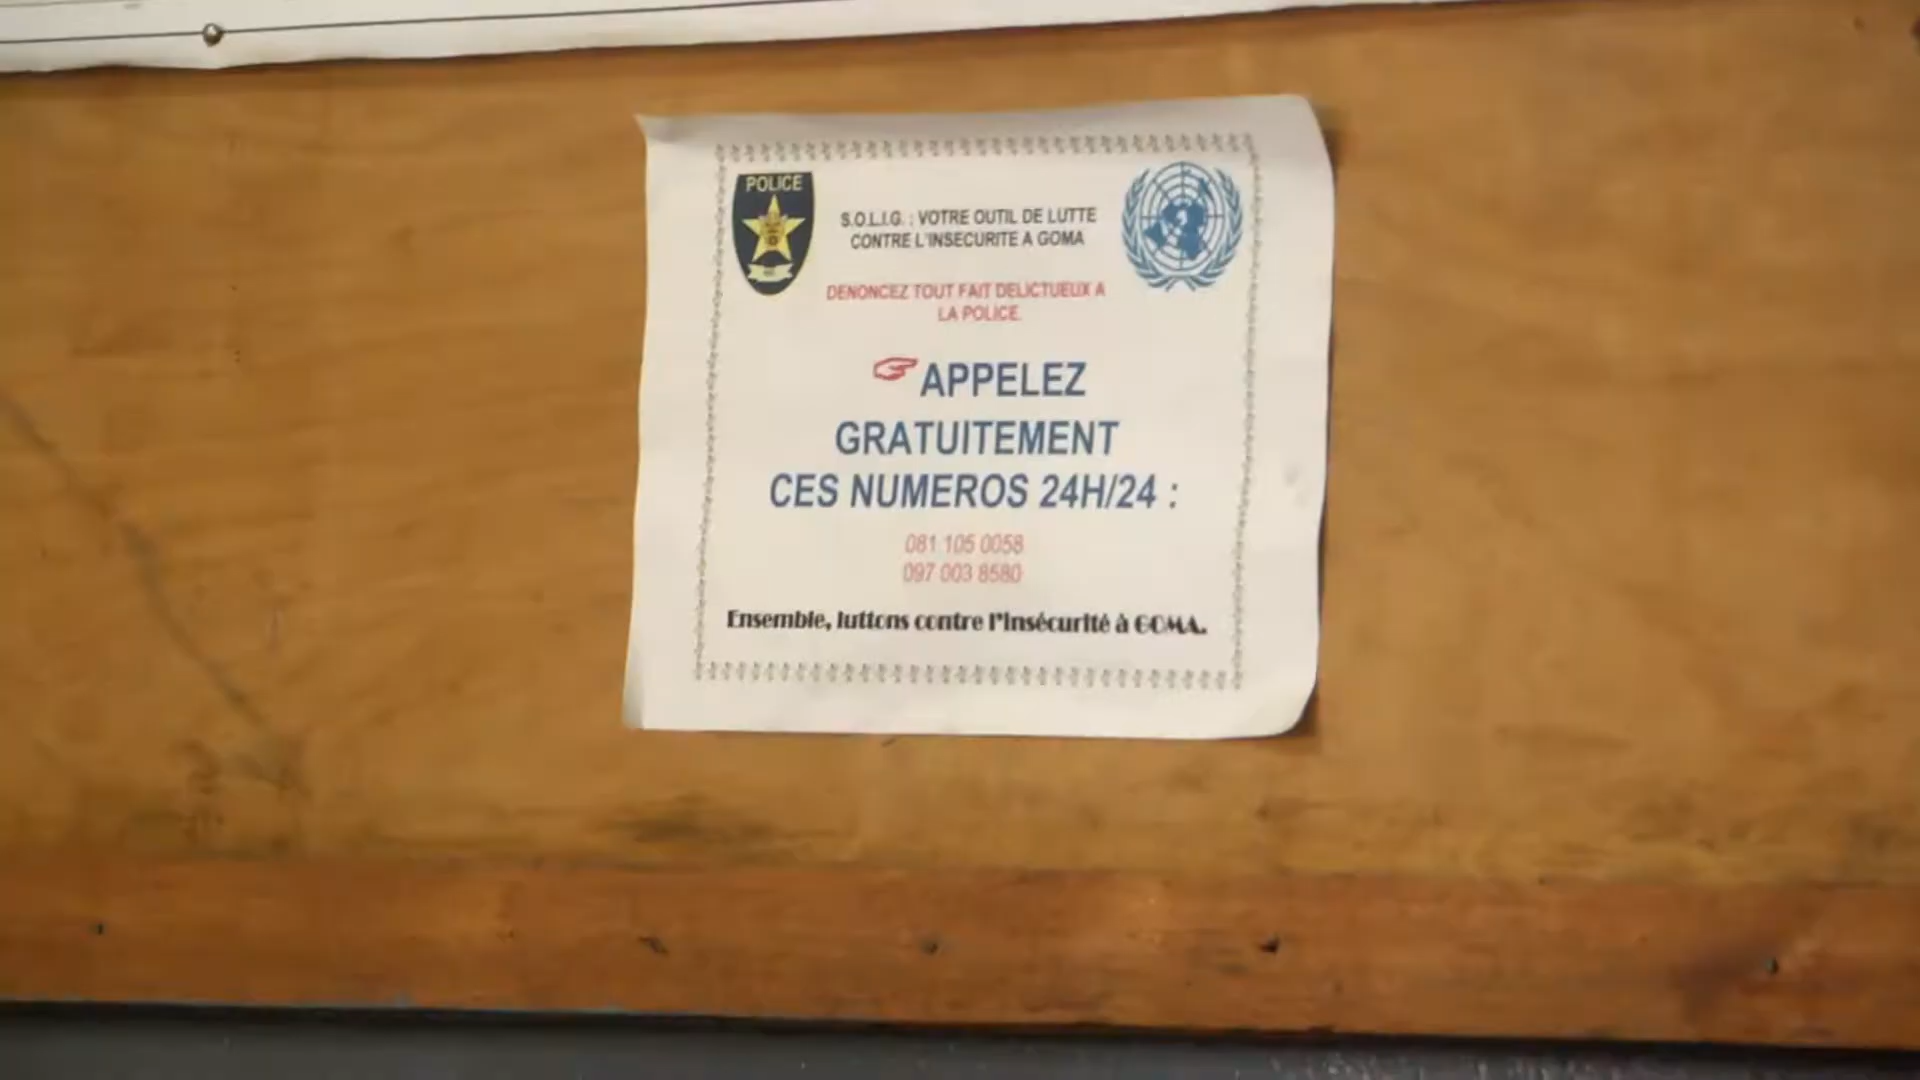 POLICE
S.O.L.I.G. : VOTRE OUTIL DE LUTTE
CONTRE L'INSECURITE A GOMA
DENONCEZ TOUT FAIT DELICTUEUX A
LA POLICE.
APPELEZ
GRATUITEMENT
CES NUMEROS 24H/24 :
081 105 0058
097 003 8580
Ensemble, luttons contre l'insécurité à GOMA.